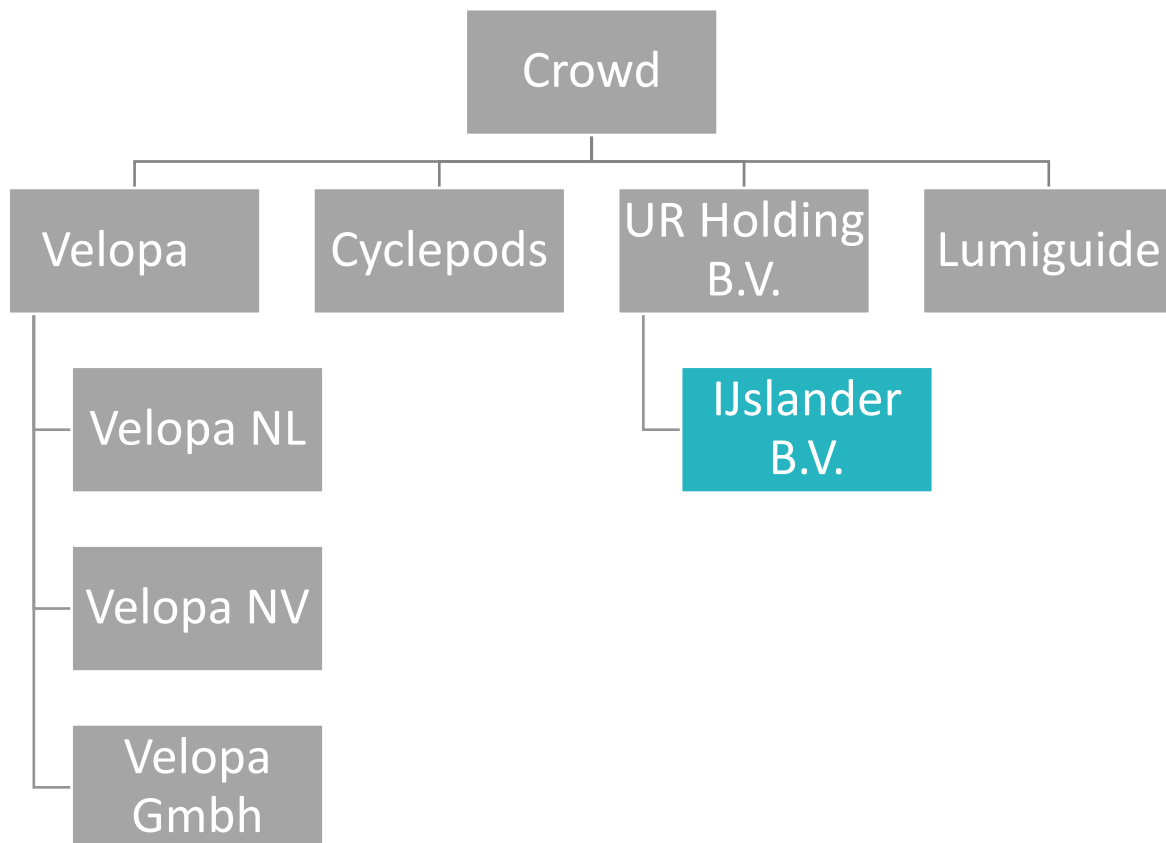 Crowd
Velopa
Cyclepods
UR Holding
B.V.
Lumiguide
Velopa NL
IJslander
B.V.
Velopa NV
Velopa
Gmbh